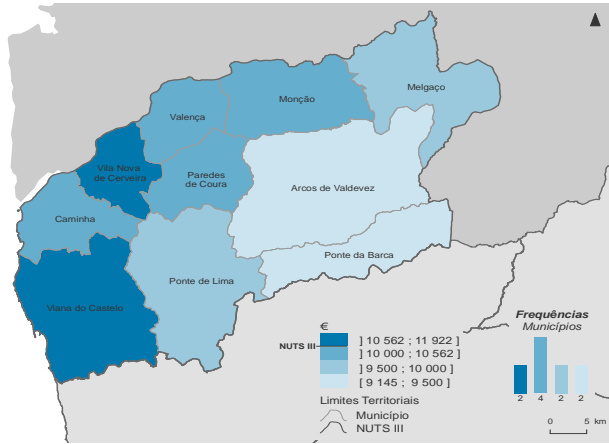 Melgaço
Monção
Valença
Vila Nova
de Cerveira
Paredes
de Coura
Arcos de Valdevez
Caminha
Ponte da Barca
Ponte de Lima
Viana do Castelo
€
] 10 562 ; 11 922 ]
NUTS III
] 10 000 ; 10 562 ]
] 9 500 ; 10 000 ]
[ 9 145 ; 9 500 ]
Limites Territoriais
Município
NUTS III
Frequências
Municípios
2 4 2 2
0 5 km